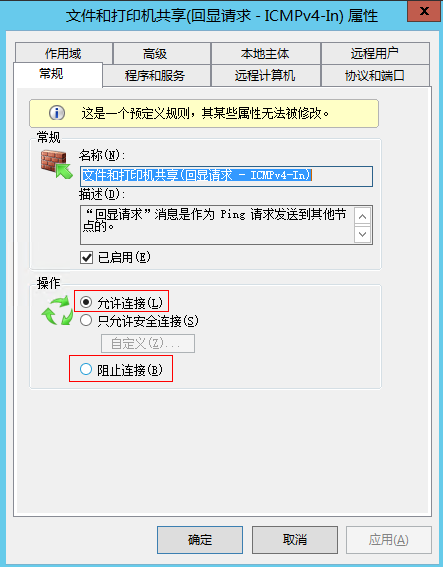 文件和打印机共享(回显请求 - ICMPv4-In) 属性
x
作用域 高级 本地主体 远程用户
常规 程序和服务 远程计算机 协议和端口
这是一个预定义规则，其某些属性无法被修改。
常规
名称(N):
文件和打印机共享(回显请求 - ICMPv4-In)
描述(D):
“回显请求”消息是作为 Ping 请求发送到其他节
点的。
已启用(E)
操作
允许连接(L)
只允许安全连接(S)
自定义(Z)...
阻止连接(B)
确定 取消 应用(A)